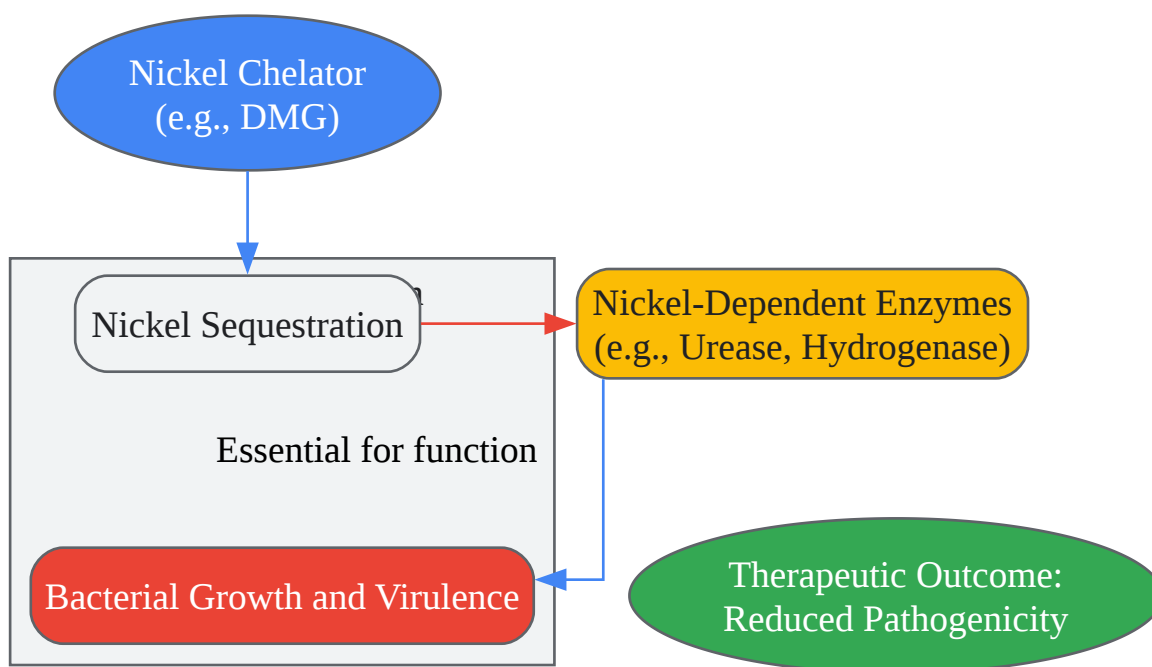 Nickel Chelator
(e.g., DMG)
Nickel Sequestration
Nickel-Dependent Enzymes
(e.g., Urease, Hydrogenase)
Essential for function
Bacterial Growth and Virulence
Therapeutic Outcome:
Reduced Pathogenicity